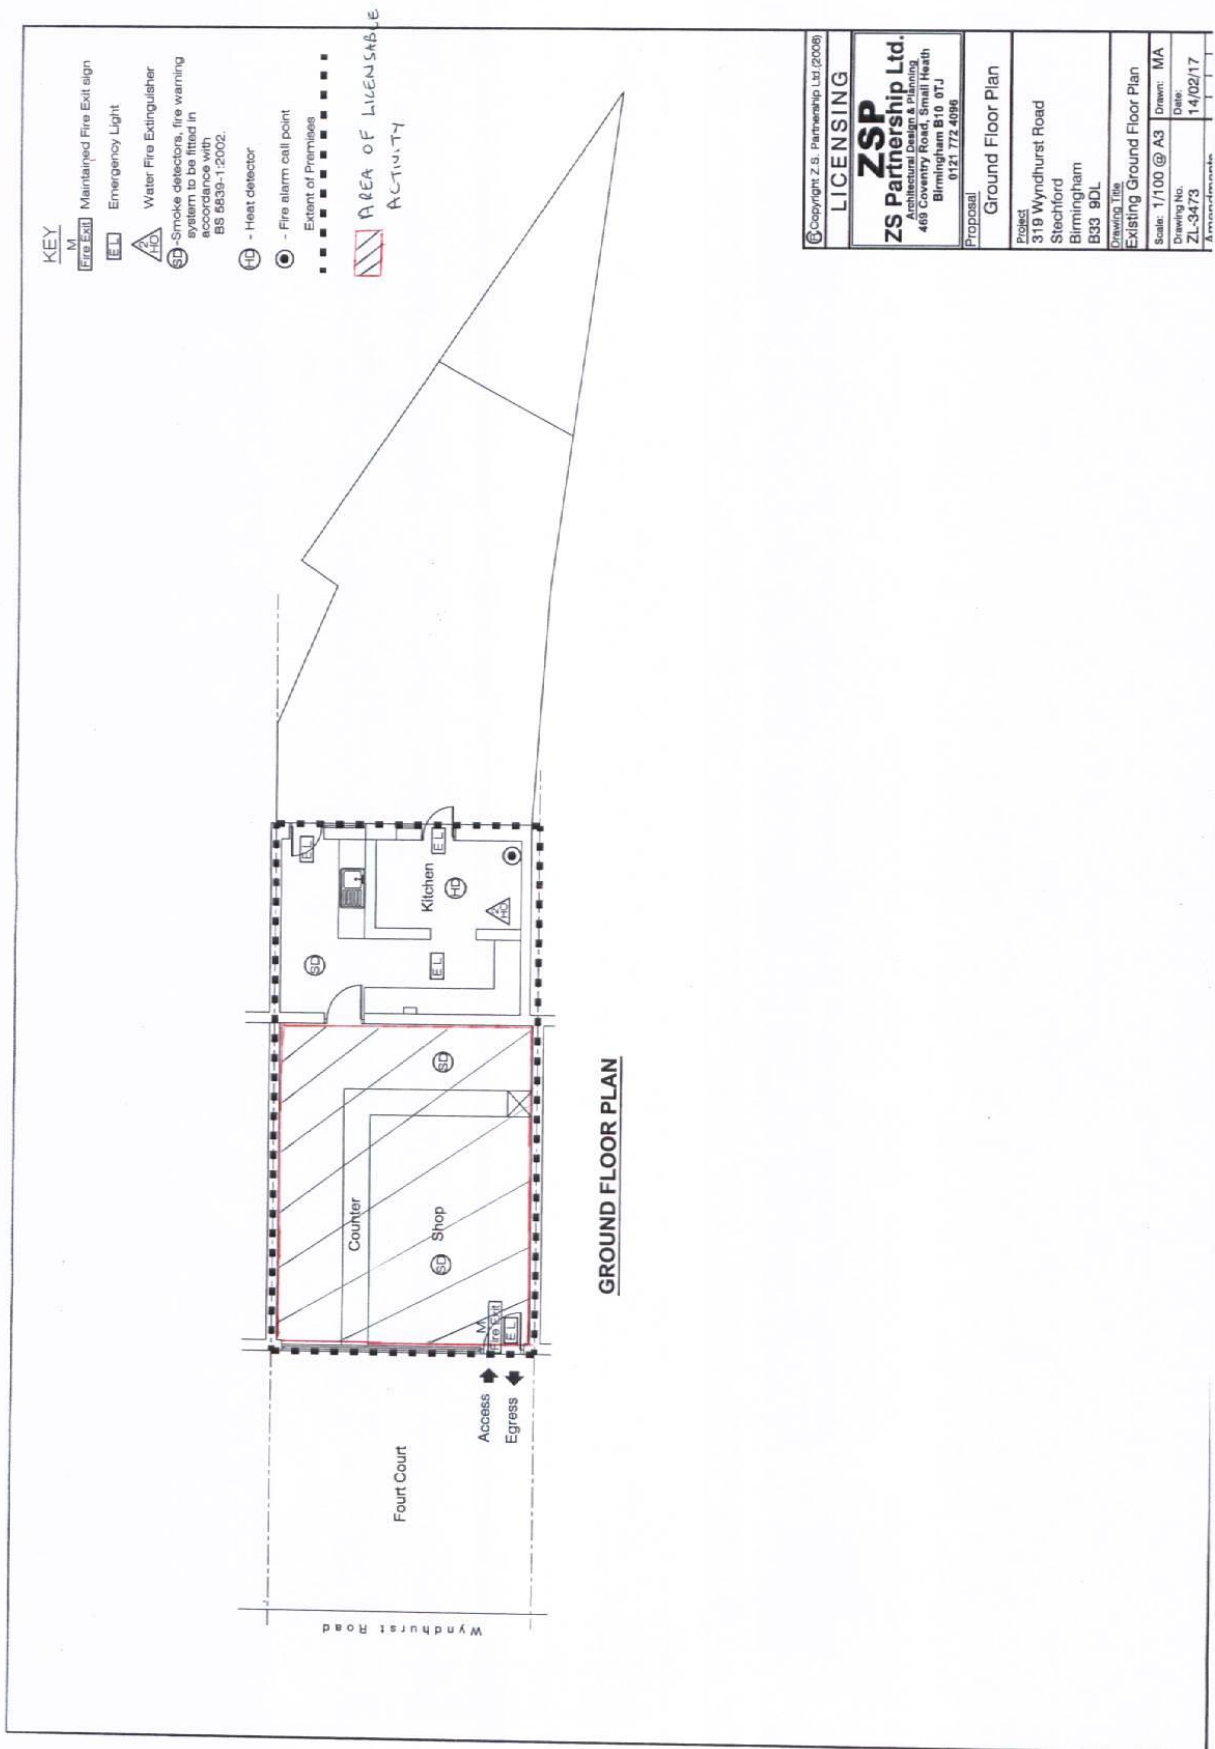 KEY
M
Fire Exit Maintained Fire Exit sign
EL Emergency Light
2 HO Water Fire Extinguisher
SD -Smoke detectors, fire warning
system to be fitted in
accordance with
BS 5839-1:2002.
HD - Heat detector
- Fire alarm call point
Extent of Premises
AREA OF LICENSABLE
ACTIVITY
EL
EL
Kitchen
HD
2 HO
SD
EL
SD
Counter
Shop
SD
M
Fire Exit
EL
Access
Egress
Fourt Court
Wyndhurst Road
GROUND FLOOR PLAN
Copyright Z.S. Partnership Ltd.(2008)
LICENSING
ZSP
ZS Partnership Ltd.
Architectural Design & Planning
469 Coventry Road, Small Heath
Birmingham B10 0TJ
0121 772 4096
Proposal
Ground Floor Plan
Project
319 Wyndhurst Road
Stechford
Birmingham
B33 9DL
Drawing Title
Existing Ground Floor Plan
Scale: 1/100 @ A3 Drawn: MA
Drawing No. Date:
ZL-3473 14/02/17
Amendments